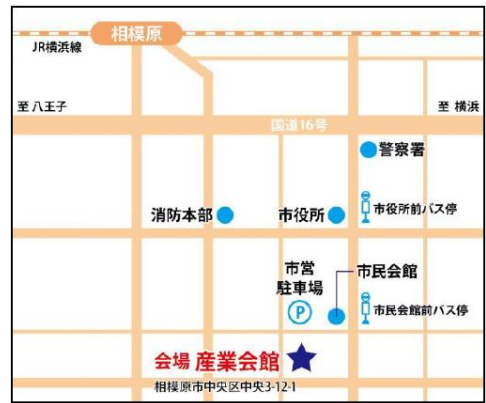 相模原
JR横浜線
至 八王子
至 横浜
国道16号
警察署
消防本部
市役所
市役所前バス停
市営
駐車場
P
市民会館
市民会館前バス停
会場 産業会館
相模原市中央区中央3-12-1